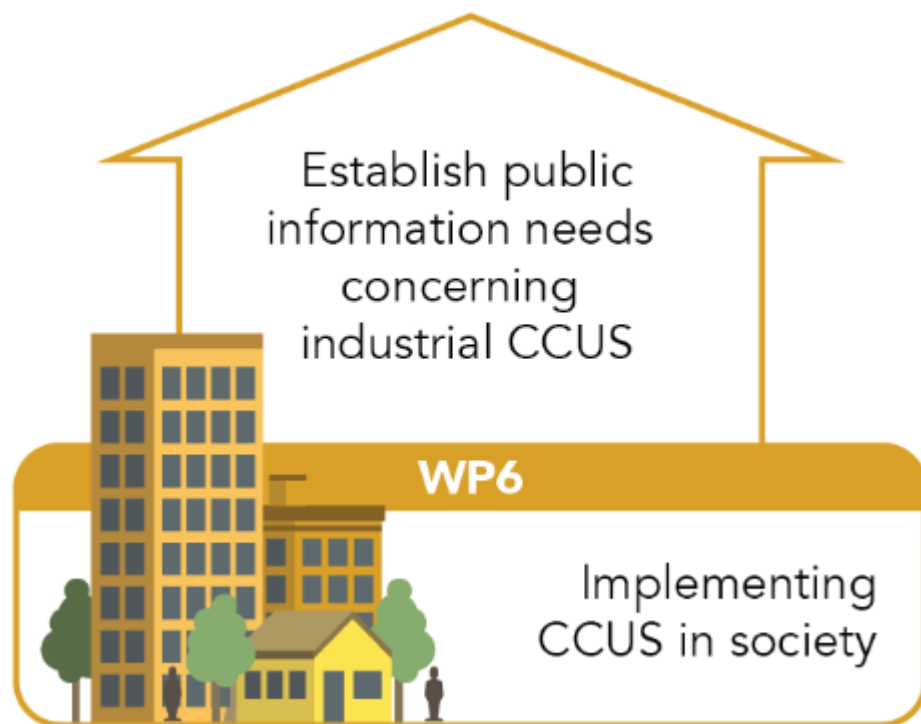 Establish public
information needs
concerning
industrial CCUS
WP6
Implementing
CCUS in society